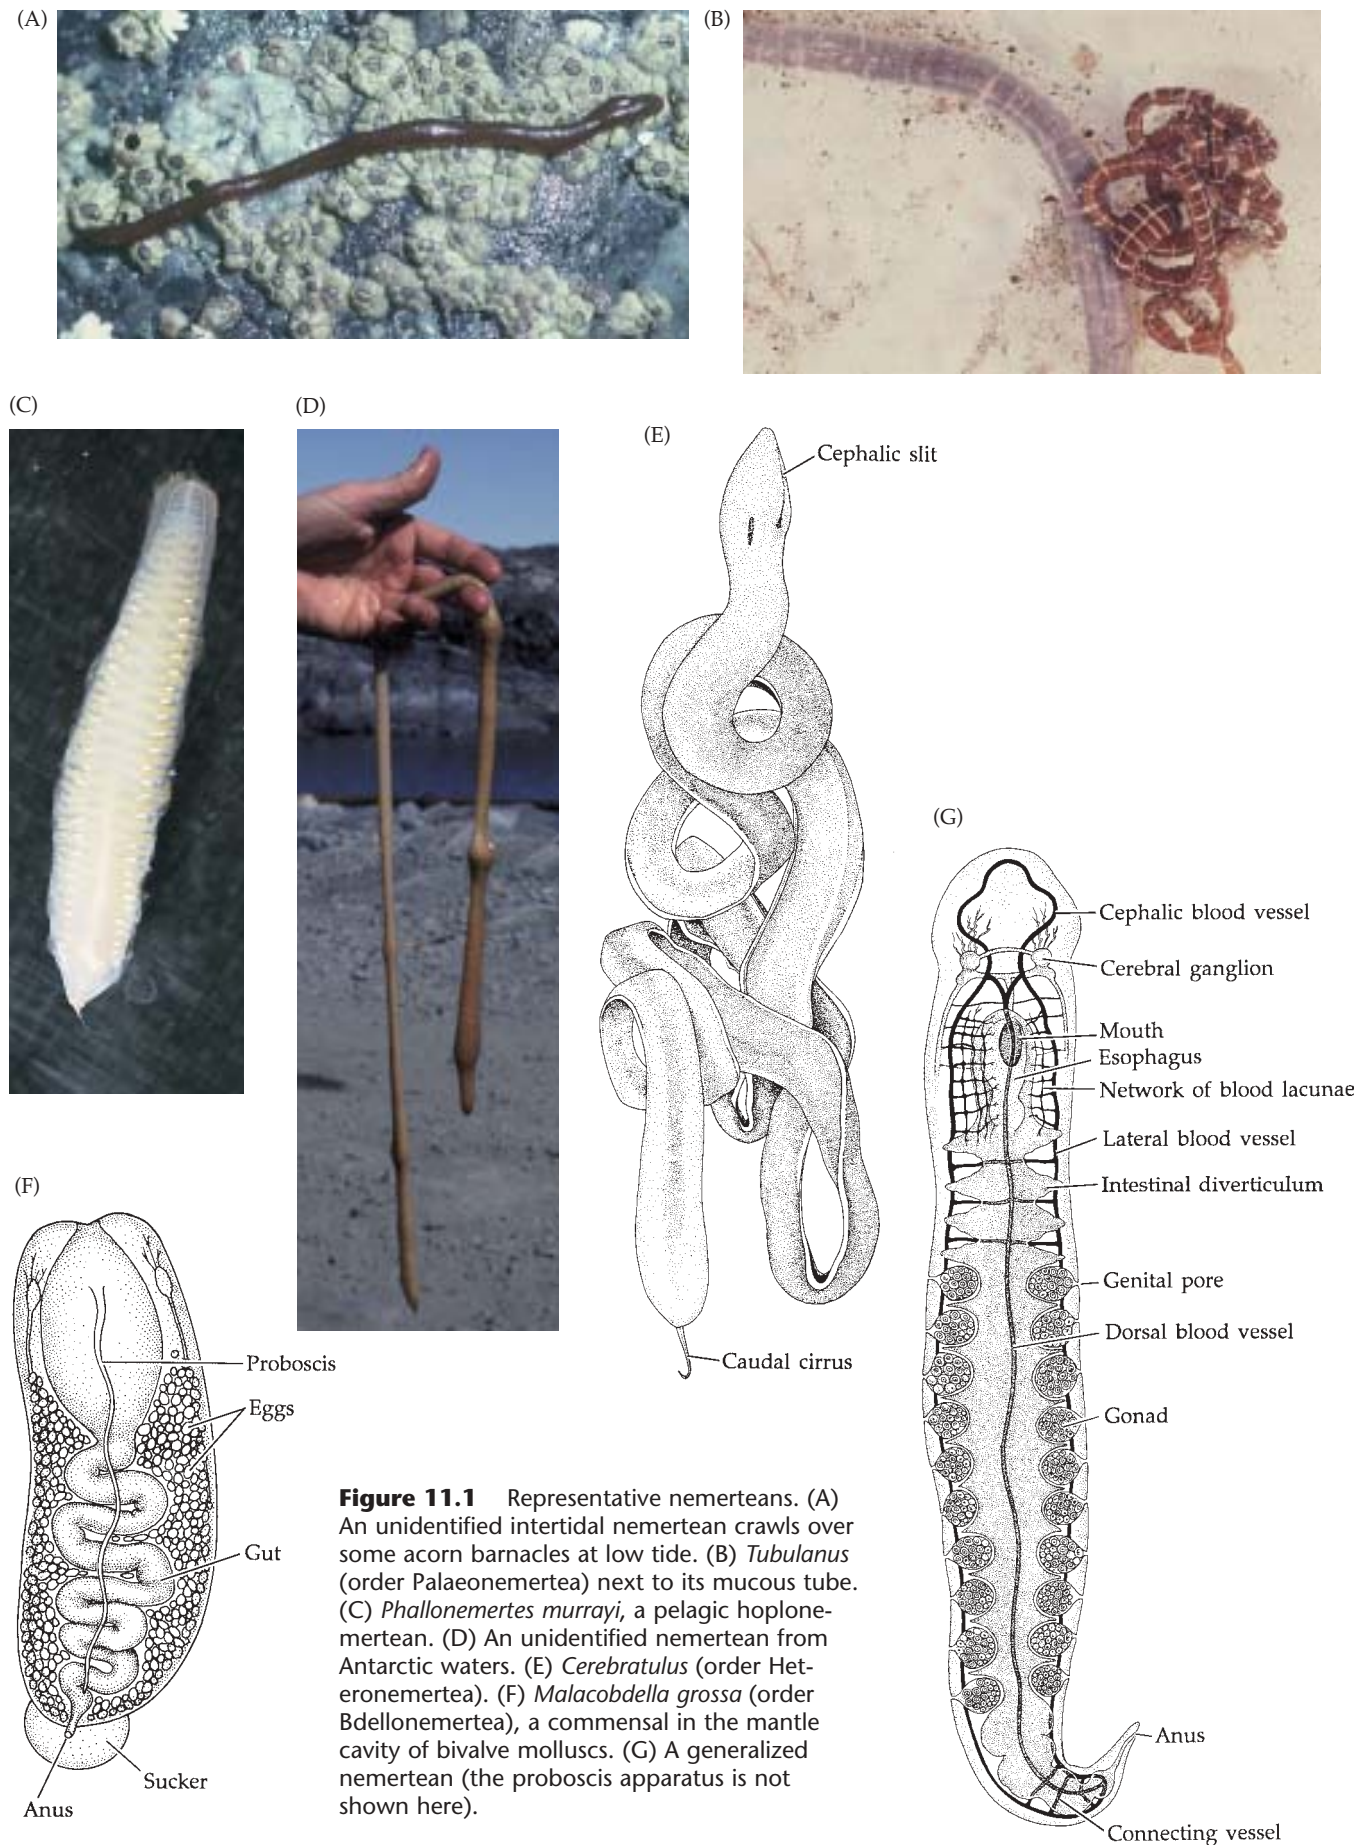 (A)
(B)
(C)
(D)
(E)
Cephalic slit
Caudal cirrus
(F)
Proboscis
Eggs
Gut
Sucker
Anus
(G)
Cephalic blood vessel
Cerebral ganglion
Mouth
Esophagus
Network of blood lacunae
Lateral blood vessel
Intestinal diverticulum
Genital pore
Dorsal blood vessel
Gonad
Anus
Connecting vessel
Figure 11.1 Representative nemerteans. (A)
An unidentified intertidal nemertean crawls over
some acorn barnacles at low tide. (B) Tubulanus
(order Palaeonemertea) next to its mucous tube.
(C) Phallonemertes murrayi, a pelagic hoplone-
mertean. (D) An unidentified nemertean from
Antarctic waters. (E) Cerebratulus (order Het-
eronemertea). (F) Malacobdella grossa (order
Bdellonemertea), a commensal in the mantle
cavity of bivalve molluscs. (G) A generalized
nemertean (the proboscis apparatus is not
shown here).